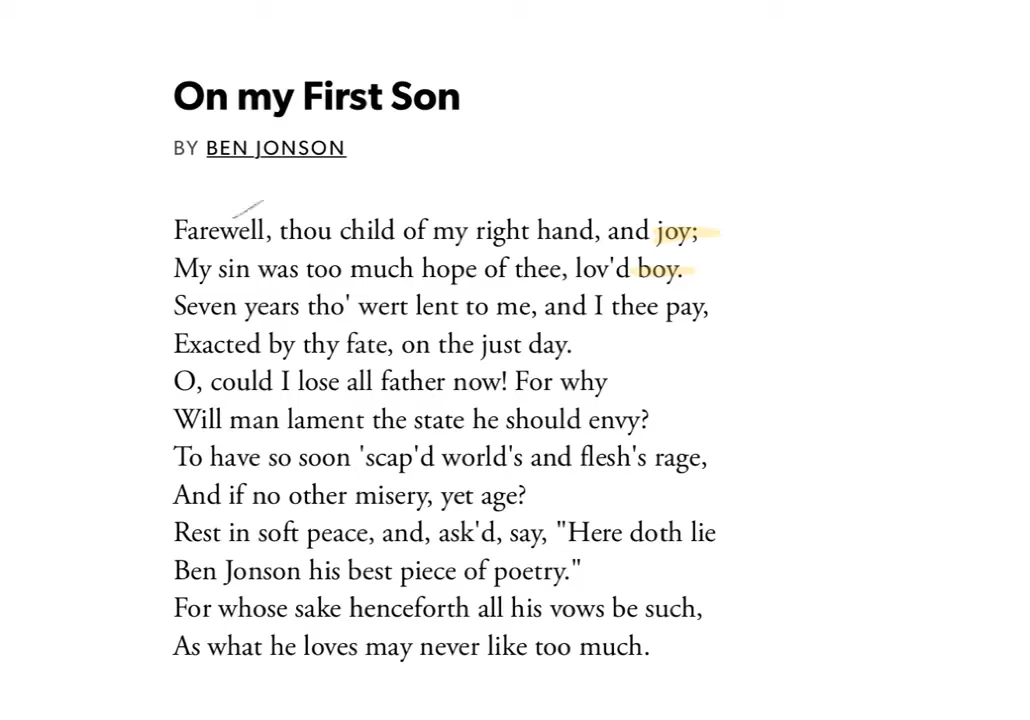 On my First Son
BY BEN JONSON
Farewell, thou child of my right hand, and joy;
My sin was too much hope of thee, lov'd boy.
Seven years tho' wert lent to me, and I thee pay,
Exacted by thy fate, on the just day.
O, could I lose all father now! For why
Will man lament the state he should envy?
To have so soon 'scap'd world's and flesh's rage,
And if no other misery, yet age?
Rest in soft peace, and, ask'd, say, "Here doth lie
Ben Jonson his best piece of poetry."
For whose sake henceforth all his vows be such,
As what he loves may never like too much.